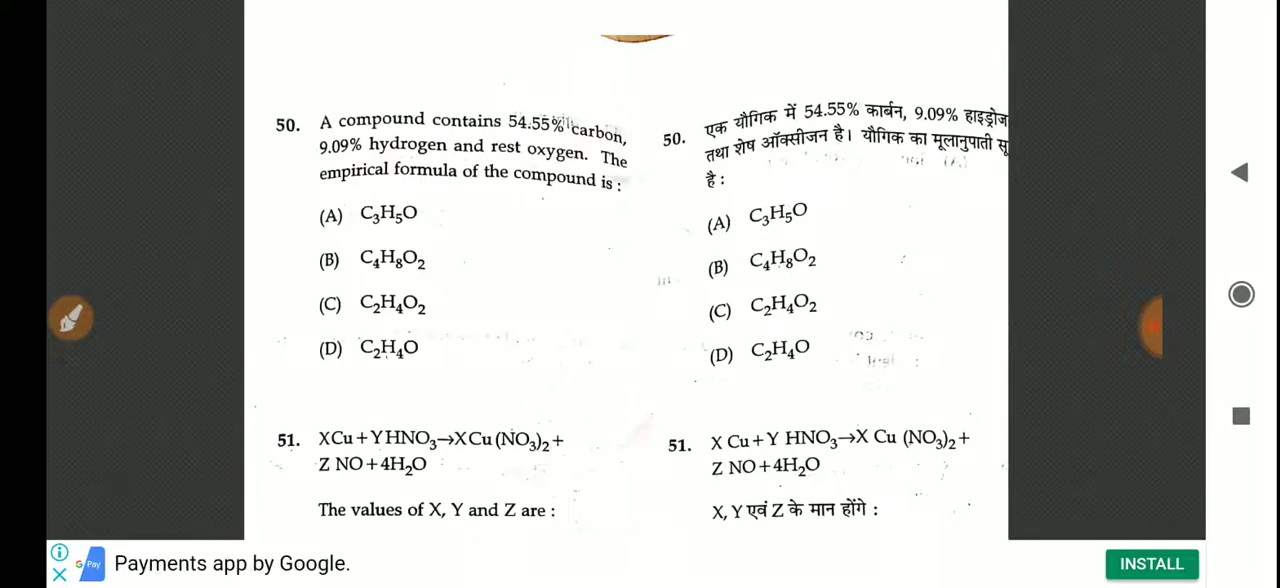 50. A compound contains 54.55% carbon,
9.09% hydrogen and rest oxygen. The
empirical formula of the compound is :
(A) C₃H₅O
(B) C₄H₈O₂
(C) C₂H₄O₂
(D) C₂H₄O
51. XCu+YHNO₃→XCu(NO₃)₂+
Z NO+4H₂O
The values of X, Y and Z are :
50. एक यौगिक में 54.55% कार्बन, 9.09%
तथा शेष ऑक्सीजन है। यौगिक का मूलानुपाती
है :
(A) C₃H₅O
(B) C₄H₈O₂
(C) C₂H₄O₂
(D) C₂H₄O
51. X Cu+Y HNO₃→X Cu (NO₃)₂+
Z NO+4H₂O
X, Y एवं Z के मान होंगे :
G Pay
Payments app by Google.
INSTALL